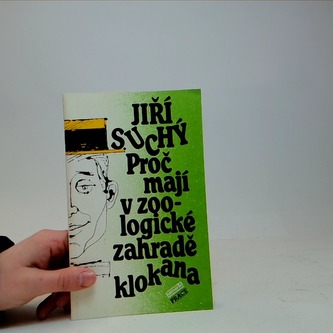 JIŘÍ
SUCHÝ
Proč
mají
v zoo-
logické
zahradě
klokana
PRÁCE